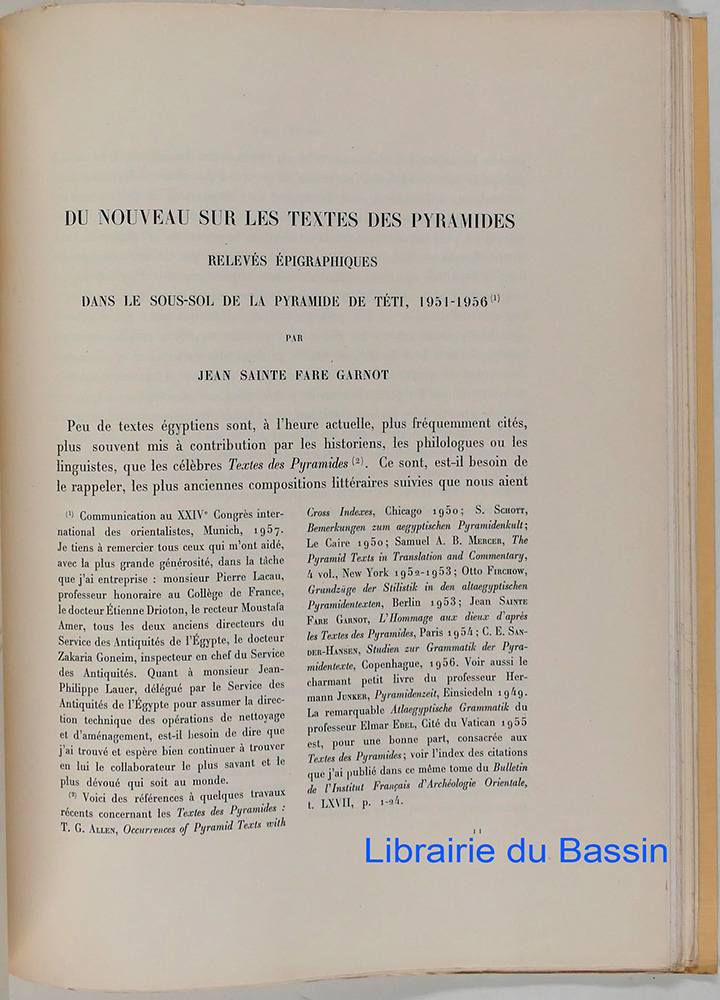 DU NOUVEAU SUR LES TEXTES DES PYRAMIDES
RELEVÉS ÉPIGRAPHIQUES
DANS LE SOUS-SOL DE LA PYRAMIDE DE TÉTI, 1951-1956 (1)
PAR
JEAN SAINTE FARE GARNOT
Peu de textes égyptiens sont, à l'heure actuelle, plus fréquemment cités,
plus souvent mis à contribution par les historiens, les philologues ou les
linguistes, que les célèbres Textes des Pyramides (2). Ce sont, est-il besoin de
le rappeler, les plus anciennes compositions littéraires suivies que nous aient
(1) Communication au XXIVe Congrès inter-
national des orientalistes, Munich, 1957.
Je tiens à remercier tous ceux qui m'ont aidé,
avec la plus grande générosité, dans la tâche
que j'ai entreprise : monsieur Pierre Lacau,
professeur honoraire au Collège de France,
le docteur Étienne Drioton, le recteur Moustafa
Amer, tous les deux anciens directeurs du
Service des Antiquités de l'Égypte, le docteur
Zakaria Goneim, inspecteur en chef du Service
des Antiquités. Quant à monsieur Jean-
Philippe Lauer, délégué par le Service des
Antiquités de l'Égypte pour assumer la direc-
tion technique des opérations de nettoyage
et d'aménagement, est-il besoin de dire que
j'ai trouvé et espère bien continuer à trouver
en lui le collaborateur le plus savant et le
plus dévoué qui soit au monde.
(2) Voici des références à quelques travaux
récents concernant les Textes des Pyramides :
T. G. ALLEN, Occurrences of Pyramid Texts with
Cross Indexes, Chicago 1950; S. SCHOTT,
Bemerkungen zum aegyptischen Pyramidenkult;
Le Caire 1950; Samuel A. B. MERCER, The
Pyramid Texts in Translation and Commentary,
4 vol., New York 1952-1953; Otto FIRCHOW,
Grundzüge der Stilistik in den altaegyptischen
Pyramidentexten, Berlin 1953; Jean SAINTE
FARE GARNOT, L'Hommage aux dieux d'après
les Textes des Pyramides, Paris 1954; C. E. SAN-
DER-HANSEN, Studien zur Grammatik der Pyra-
midentexte, Copenhague, 1956. Voir aussi le
charmant petit livre du professeur Her-
mann JUNKER, Pyramidenzeit, Einsiedeln 1949.
La remarquable Atlaegyptische Grammatik du
professeur Elmar EDEL, Cité du Vatican 1955
est, pour une bonne part, consacrée aux
Textes des Pyramides; voir l'index des citations
que j'ai publié dans ce même tome du Bulletin
de l'Institut Français d'Archéologie Orientale,
t. LXVII, p. 1-24.
11
Librairie du Bassin